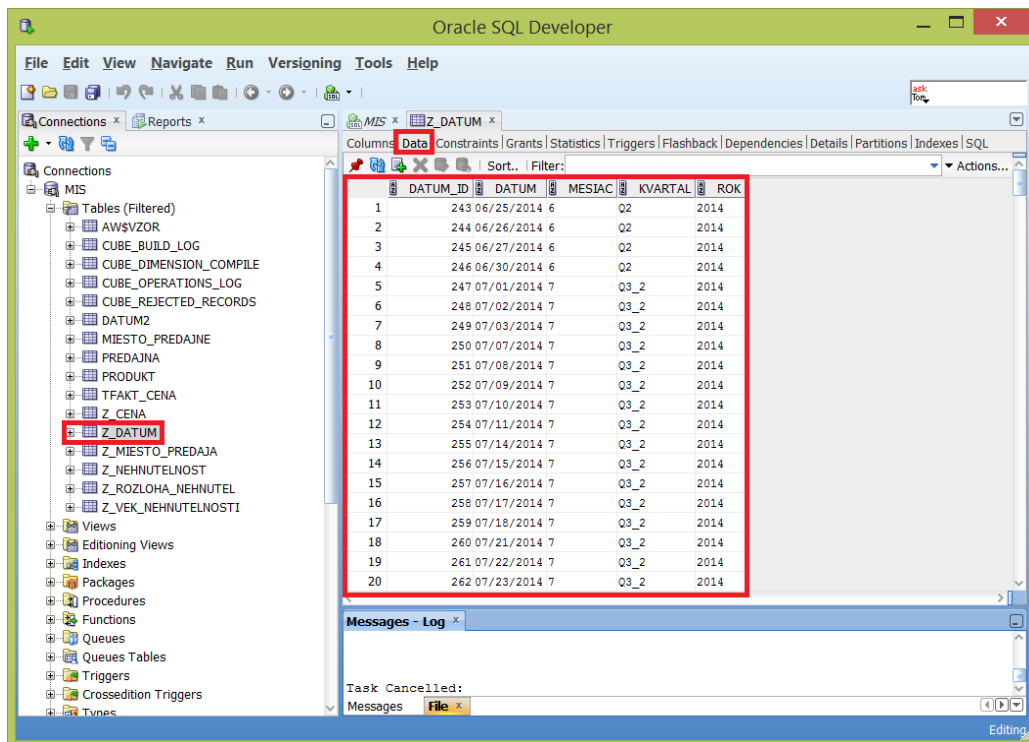 Oracle SQL Developer
File Edit View Navigate Run Versioning Tools Help
ask
Tom
Connections x Reports x
Connections
MIS
Tables (Filtered)
AW$VZOR
CUBE_BUILD_LOG
CUBE_DIMENSION_COMPILE
CUBE_OPERATIONS_LOG
CUBE_REJECTED_RECORDS
DATUM2
MIESTO_PREDAJNE
PREDAJNA
PRODUKT
TFAKT_CENA
Z_CENA
Z_DATUM
Z_MIESTO_PREDAJA
Z_NEHNUTELNOST
Z_ROZLOHA_NEHNUTEL
Z_VEK_NEHNUTELNOSTI
Views
Editioning Views
Indexes
Packages
Procedures
Functions
Queues
Queues Tables
Triggers
Crossedition Triggers
Types
MIS x Z_DATUM x
Columns Data Constraints Grants Statistics Triggers Flashback Dependencies Details Partitions Indexes SQL
Sort.. Filter: Actions...
DATUM_ID DATUM MESIAC KVARTAL ROK
1 243 06/25/2014 6 Q2 2014
2 244 06/26/2014 6 Q2 2014
3 245 06/27/2014 6 Q2 2014
4 246 06/30/2014 6 Q2 2014
5 247 07/01/2014 7 Q3_2 2014
6 248 07/02/2014 7 Q3_2 2014
7 249 07/03/2014 7 Q3_2 2014
8 250 07/07/2014 7 Q3_2 2014
9 251 07/08/2014 7 Q3_2 2014
10 252 07/09/2014 7 Q3_2 2014
11 253 07/10/2014 7 Q3_2 2014
12 254 07/11/2014 7 Q3_2 2014
13 255 07/14/2014 7 Q3_2 2014
14 256 07/15/2014 7 Q3_2 2014
15 257 07/16/2014 7 Q3_2 2014
16 258 07/17/2014 7 Q3_2 2014
17 259 07/18/2014 7 Q3_2 2014
18 260 07/21/2014 7 Q3_2 2014
19 261 07/22/2014 7 Q3_2 2014
20 262 07/23/2014 7 Q3_2 2014
Messages - Log x
Task Cancelled:
Messages File x
Editing